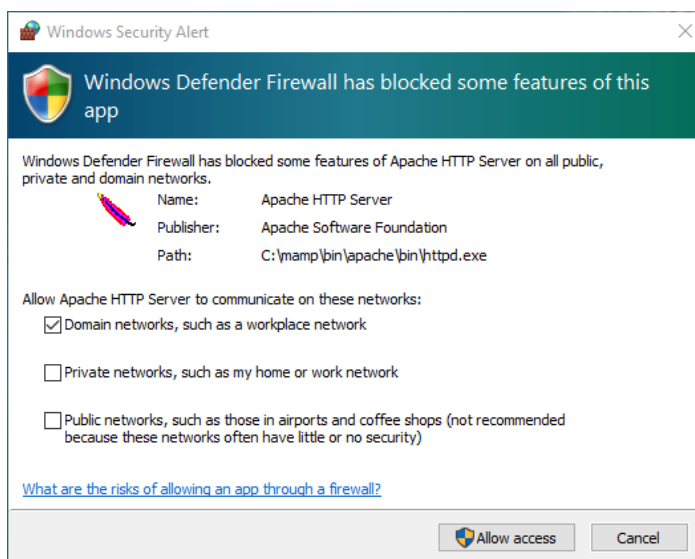 Windows Security Alert
Windows Defender Firewall has blocked some features of this
app
Windows Defender Firewall has blocked some features of Apache HTTP Server on all public,
private and domain networks.
Name: Apache HTTP Server
Publisher: Apache Software Foundation
Path: C:\mamp\bin\apache\bin\httpd.exe
Allow Apache HTTP Server to communicate on these networks:
Domain networks, such as a workplace network
Private networks, such as my home or work network
Public networks, such as those in airports and coffee shops (not recommended
because these networks often have little or no security)
What are the risks of allowing an app through a firewall?
Allow access Cancel